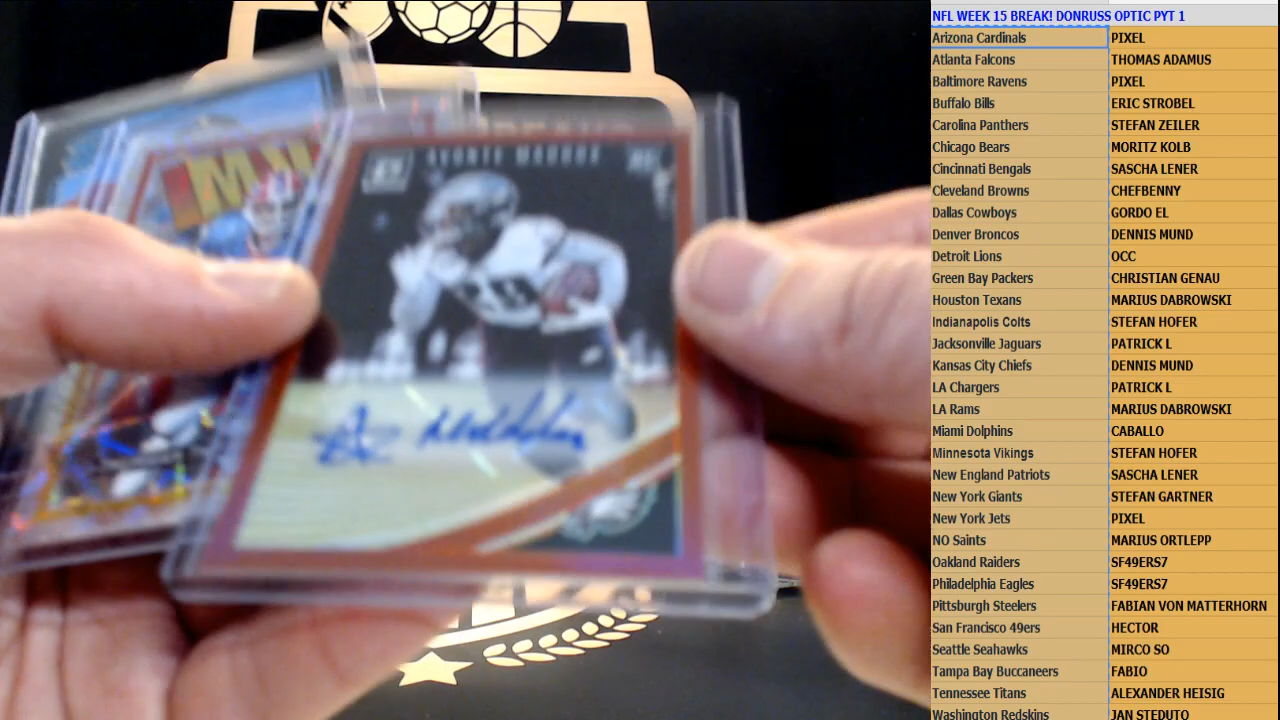 NFL WEEK 15 BREAK! DONRUSS OPTIC PYT 1
Arizona Cardinals PIXEL
Atlanta Falcons THOMAS ADAMUS
Baltimore Ravens PIXEL
Buffalo Bills ERIC STROBEL
Carolina Panthers STEFAN ZEILER
Chicago Bears MORITZ KOLB
Cincinnati Bengals SASCHA LENER
Cleveland Browns CHEFBENNY
Dallas Cowboys GORDO EL
Denver Broncos DENNIS MUND
Detroit Lions OCC
Green Bay Packers CHRISTIAN GENAU
Houston Texans MARIUS DABROWSKI
Indianapolis Colts STEFAN HOFER
Jacksonville Jaguars PATRICK L
Kansas City Chiefs DENNIS MUND
LA Chargers PATRICK L
LA Rams MARIUS DABROWSKI
Miami Dolphins CABALLO
Minnesota Vikings STEFAN HOFER
New England Patriots SASCHA LENER
New York Giants STEFAN GARTNER
New York Jets PIXEL
NO Saints MARIUS ORTLEPP
Oakland Raiders SF49ERS7
Philadelphia Eagles SF49ERS7
Pittsburgh Steelers FABIAN VON MATTERHORN
San Francisco 49ers HECTOR
Seattle Seahawks MIRCO SO
Tampa Bay Buccaneers FABIO
Tennessee Titans ALEXANDER HEISIG
Washington Redskins JAN STEDUTO